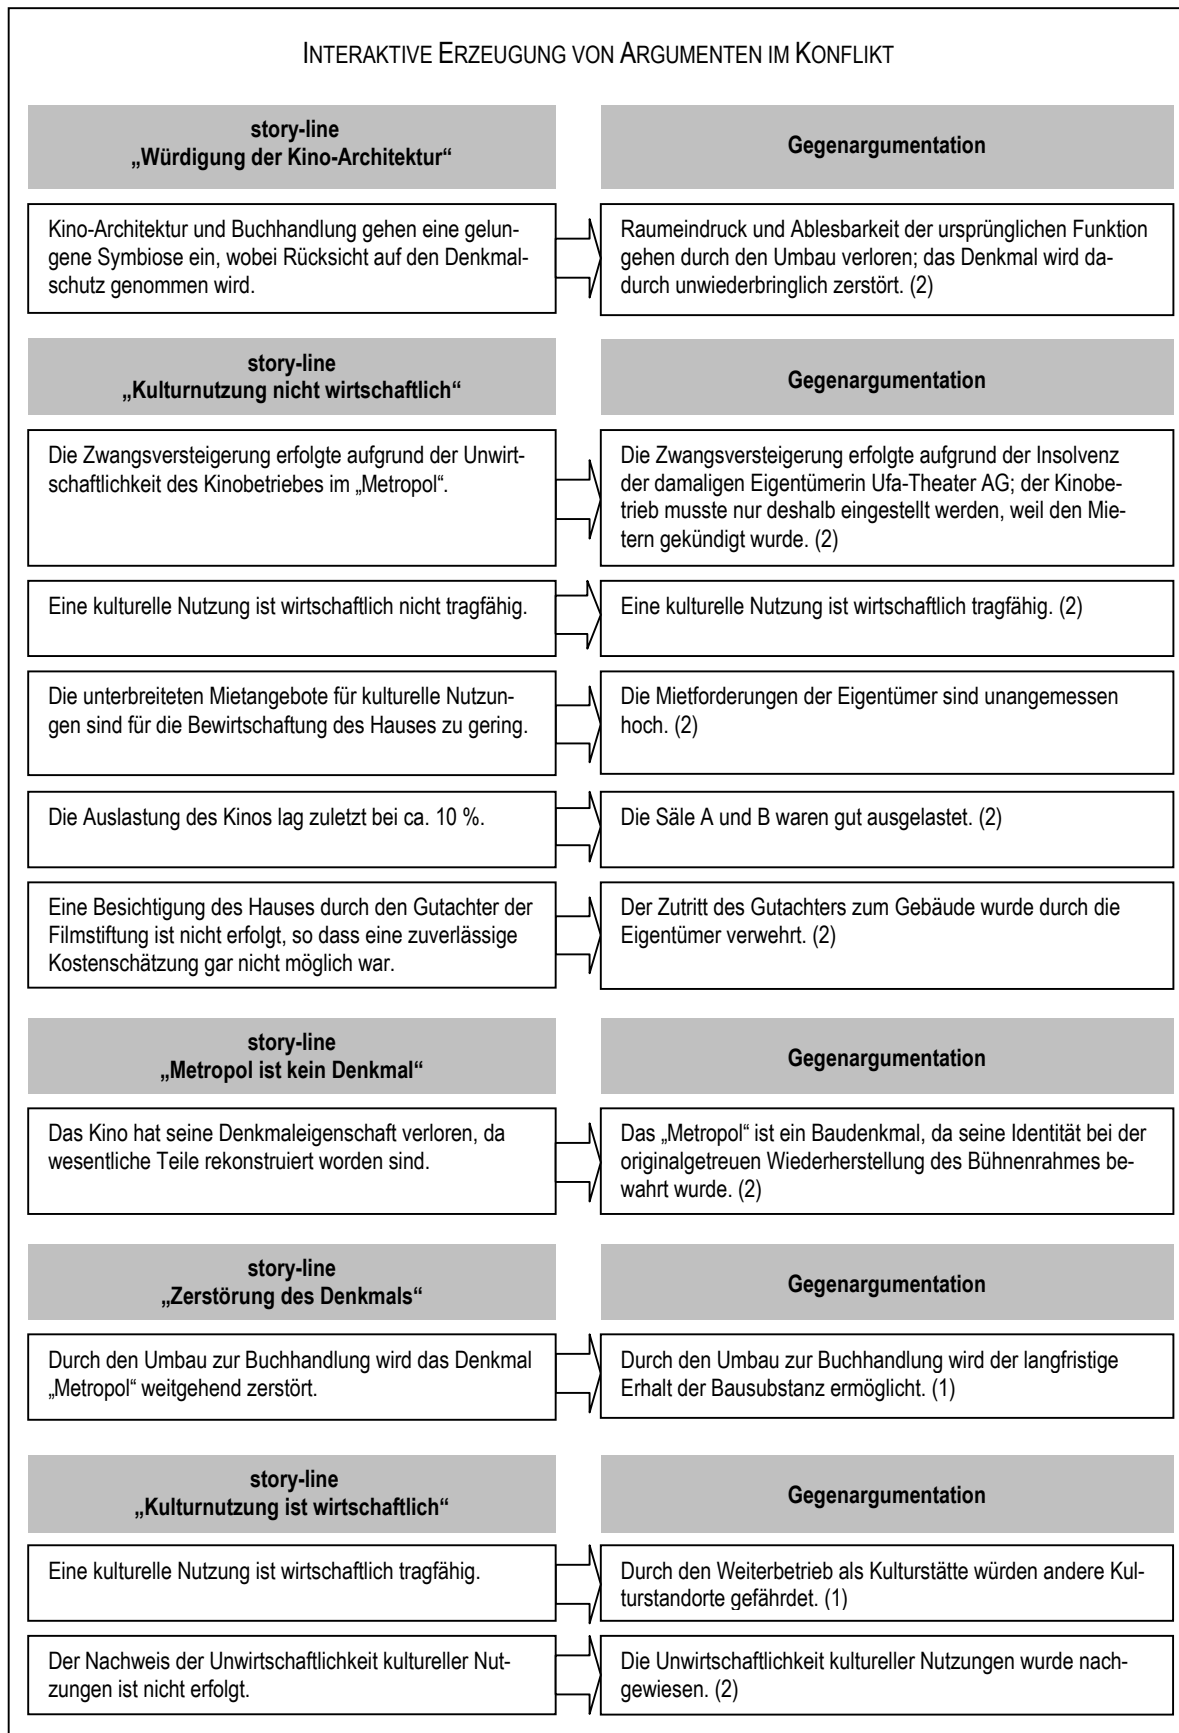 INTERAKTIVE ERZEUGUNG VON ARGUMENTEN IM KONFLIKT
story-line
„Würdigung der Kino-Architektur“
Gegenargumentation
Kino-Architektur und Buchhandlung gehen eine gelun-
gene Symbiose ein, wobei Rücksicht auf den Denkmal-
schutz genommen wird.
Raumeindruck und Ablesbarkeit der ursprünglichen Funktion
gehen durch den Umbau verloren; das Denkmal wird da-
durch unwiederbringlich zerstört. (2)
story-line
„Kulturnutzung nicht wirtschaftlich“
Gegenargumentation
Die Zwangsversteigerung erfolgte aufgrund der Unwirt-
schaftlichkeit des Kinobetriebes im „Metropol“.
Die Zwangsversteigerung erfolgte aufgrund der Insolvenz
der damaligen Eigentümerin Ufa-Theater AG; der Kinobe-
trieb musste nur deshalb eingestellt werden, weil den Mie-
tern gekündigt wurde. (2)
Eine kulturelle Nutzung ist wirtschaftlich nicht tragfähig.
Eine kulturelle Nutzung ist wirtschaftlich tragfähig. (2)
Die unterbreiteten Mietangebote für kulturelle Nutzun-
gen sind für die Bewirtschaftung des Hauses zu gering.
Die Mietforderungen der Eigentümer sind unangemessen
hoch. (2)
Die Auslastung des Kinos lag zuletzt bei ca. 10 %.
Die Säle A und B waren gut ausgelastet. (2)
Eine Besichtigung des Hauses durch den Gutachter der
Filmstiftung ist nicht erfolgt, so dass eine zuverlässige
Kostenschätzung gar nicht möglich war.
Der Zutritt des Gutachters zum Gebäude wurde durch die
Eigentümer verwehrt. (2)
story-line
„Metropol ist kein Denkmal“
Gegenargumentation
Das Kino hat seine Denkmaleigenschaft verloren, da
wesentliche Teile rekonstruiert worden sind.
Das „Metropol“ ist ein Baudenkmal, da seine Identität bei der
originalgetreuen Wiederherstellung des Bühnenrahmes be-
wahrt wurde. (2)
story-line
„Zerstörung des Denkmals“
Gegenargumentation
Durch den Umbau zur Buchhandlung wird das Denkmal
„Metropol“ weitgehend zerstört.
Durch den Umbau zur Buchhandlung wird der langfristige
Erhalt der Bausubstanz ermöglicht. (1)
story-line
„Kulturnutzung ist wirtschaftlich“
Gegenargumentation
Eine kulturelle Nutzung ist wirtschaftlich tragfähig.
Durch den Weiterbetrieb als Kulturstätte würden andere Kul-
turstandorte gefährdet. (1)
Der Nachweis der Unwirtschaftlichkeit kultureller Nut-
zungen ist nicht erfolgt.
Die Unwirtschaftlichkeit kultureller Nutzungen wurde nach-
gewiesen. (2)